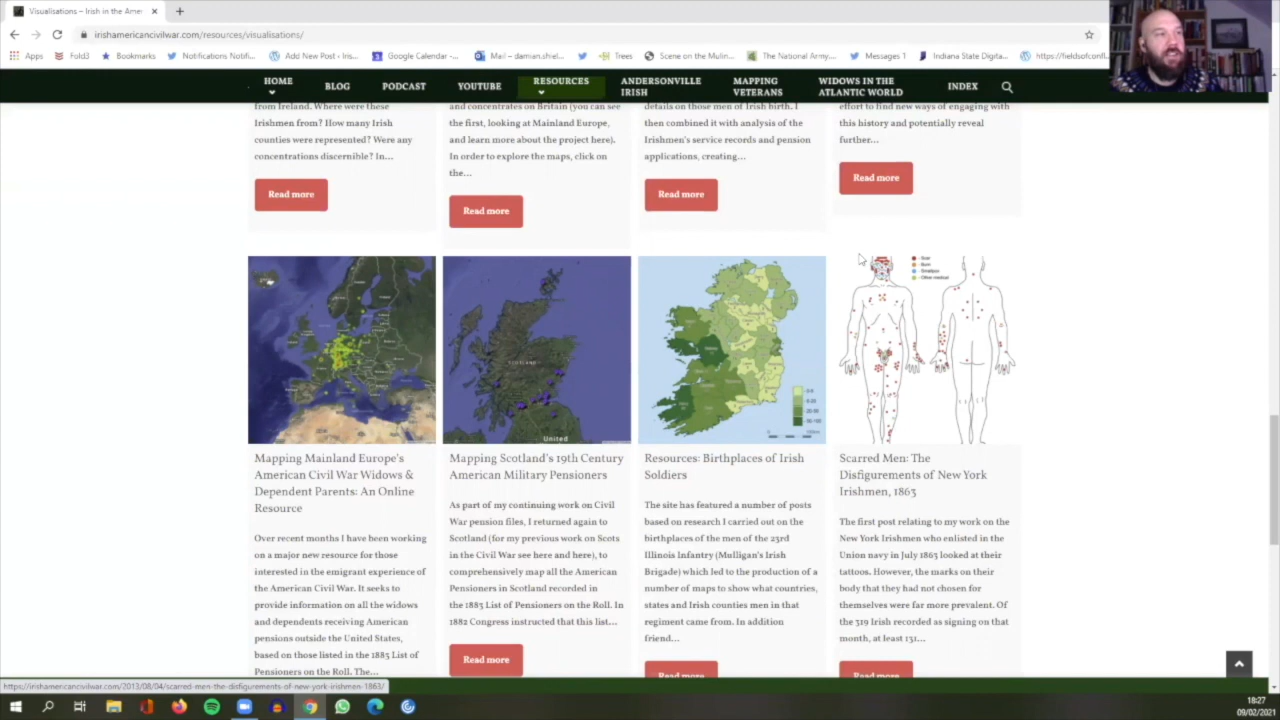 Visualisations – Irish in the Ame
irishamericancivilwar.com/resources/visualisations/
Apps
Fold3
Bookmarks
Notifications Notifi...
Add New Post ‹ Iris...
Google Calendar -...
Mail – damian.shiel...
Trees
Scene on the Mulin...
The National Army...
Messages 1
Indiana State Digita...
https://fieldsofconfl...
HOME
BLOG
PODCAST
YOUTUBE
RESOURCES
ANDERSONVILLE
IRISH
MAPPING
VETERANS
WIDOWS IN THE
ATLANTIC WORLD
INDEX
from Ireland. Where were these
Irishmen from? How many Irish
counties were represented? Were any
concentrations discernible? In...
Read more
and concentrates on Britain (you can see
the first, looking at Mainland Europe,
and learn more about the project here).
In order to explore the maps, click on
the...
Read more
details on those men of Irish birth. I
then combined it with analysis of the
Irishmen's service records and pension
applications, creating...
Read more
effort to find new ways of engaging with
this history and potentially reveal
further...
Read more
Mapping Mainland Europe's
American Civil War Widows &
Dependent Parents: An Online
Resource
Over recent months I have been working
on a major new resource for those
interested in the emigrant experience of
the American Civil War. It seeks to
provide information on all the widows
and dependents receiving American
pensions outside the United States,
based on those listed in the 1883 List of
Pensioners on the Roll. The...
SCOTLAND
United
Mapping Scotland's 19th Century
American Military Pensioners
As part of my continuing work on Civil
War pension files, I returned again to
Scotland (for my previous work on Scots
in the Civil War see here and here), to
comprehensively map all the American
Pensioners in Scotland recorded in
the 1883 List of Pensioners on the Roll. In
1882 Congress instructed that this list...
Read more
Resources: Birthplaces of Irish
Soldiers
The site has featured a number of posts
based on research I carried out on the
birthplaces of the men of the 23rd
Illinois Infantry (Mulligan's Irish
Brigade) which led to the production of a
number of maps to show what countries,
states and Irish counties men in that
regiment came from. In addition
friend...
Read more
Scar
Burn
Smallpox
Other medical
Scarred Men: The
Disfigurements of New York
Irishmen, 1863
The first post relating to my work on the
New York Irishmen who enlisted in the
Union navy in July 1863 looked at their
tattoos. However, the marks on their
body that they had not chosen for
themselves were far more prevalent. Of
the 319 Irish recorded as signing on that
month, at least 131...
Read more
https://irishamericancivilwar.com/2013/08/04/scarred-men-the-disfigurements-of-new-york-irishmen-1863/
18:27
09/02/2021